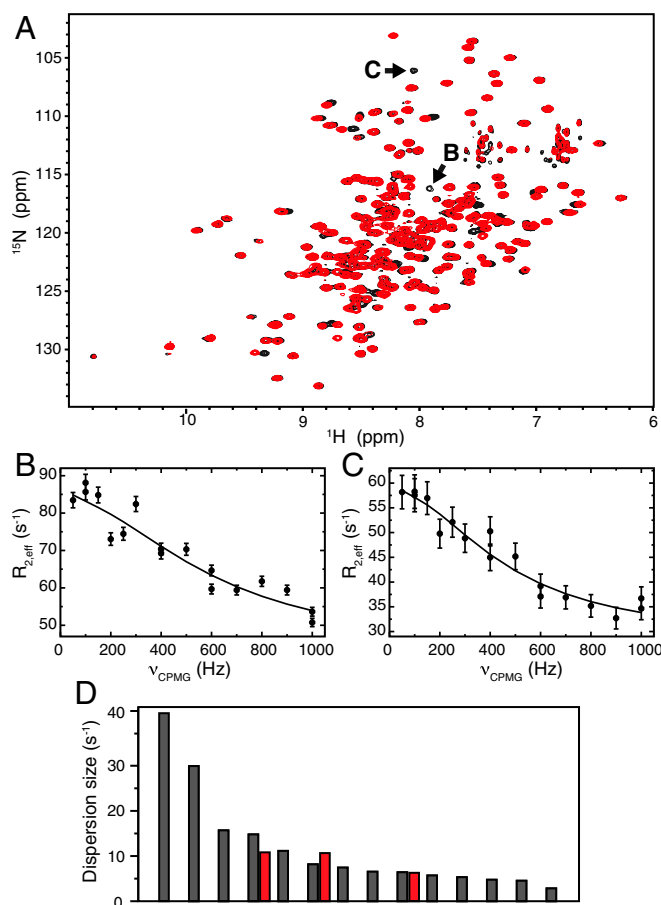 A
105
110
115
120
125
130
¹⁵N (ppm)
C
B
10 9 8 7 6
¹H (ppm)
B
90
80
70
60
50
R₂,eff (s⁻¹)
0 200 400 600 800 1000
νCPMG (Hz)
C
60
55
50
45
40
35
30
R₂,eff (s⁻¹)
0 200 400 600 800 1000
νCPMG (Hz)
D
40
30
20
10
0
Dispersion size (s⁻¹)